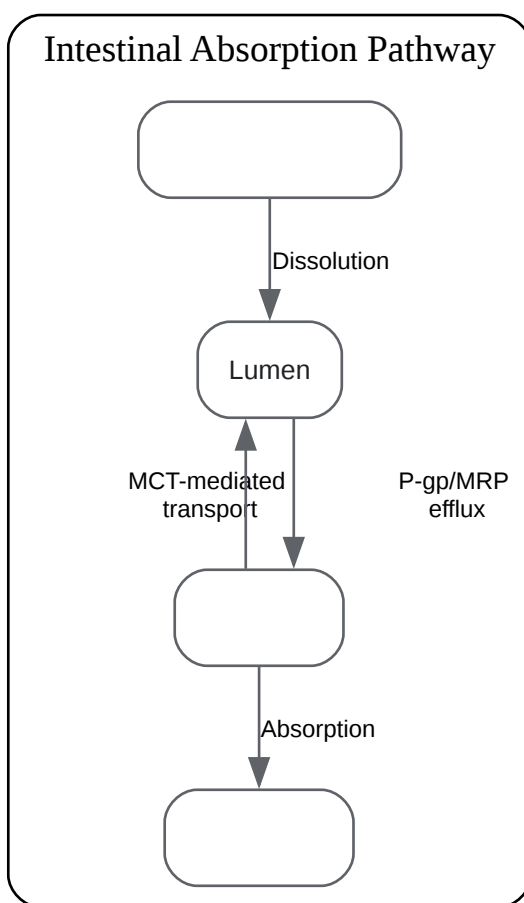 Intestinal Absorption Pathway
Dissolution
Lumen
MCT-mediated
transport
P-gp/MRP
efflux
Absorption